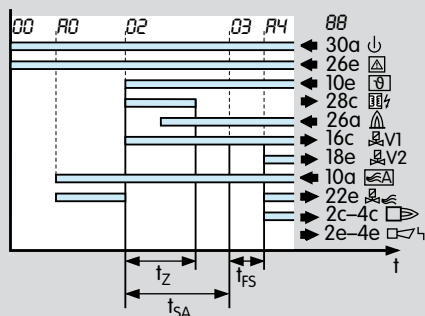 00 A0 02 03 A4 88
30a
26e
10e ϑ
28c
26a
16c V1
18e V2
10a A
22e
2c–4c
2e–4e
t
tZ tFS
tSA